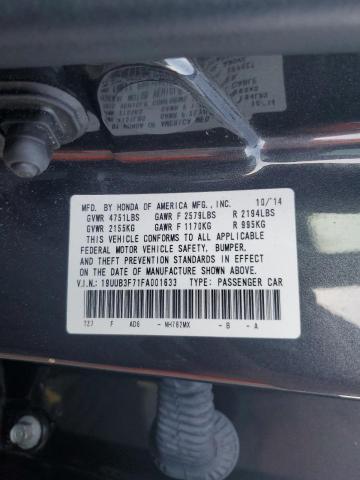 MFD. BY HONDA OF AMERICA MFG., INC. 10/'14
GVWR 4751LBS GAWR F 2579LBS R 2194LBS
GVWR 2155KG GAWR F 1170KG R 995KG
THIS VEHICLE CONFORMS TO ALL APPLICABLE
FEDERAL MOTOR VEHICLE SAFETY, BUMPER,
AND THEFT PREVENTION STANDARDS IN EFFECT
ON THE DATE OF MANUFACTURE SHOWN ABOVE.
V.I.N.: 19UUB3F71FA001633 TYPE: PASSENGER CAR
TZ7 F AD6 - NH782MX - B - A